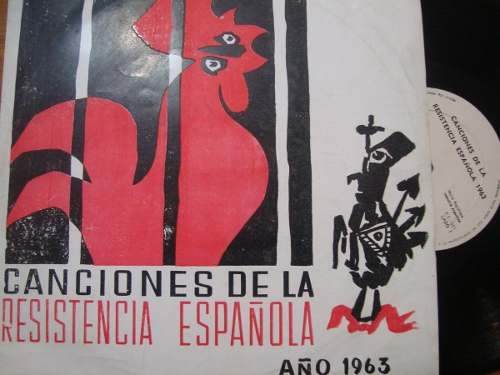 CANCIONES DE LA
RESISTENCIA ESPAÑOLA
AÑO 1963
CANCIONES DE LA
RESISTENCIA ESPAÑOLA 1963